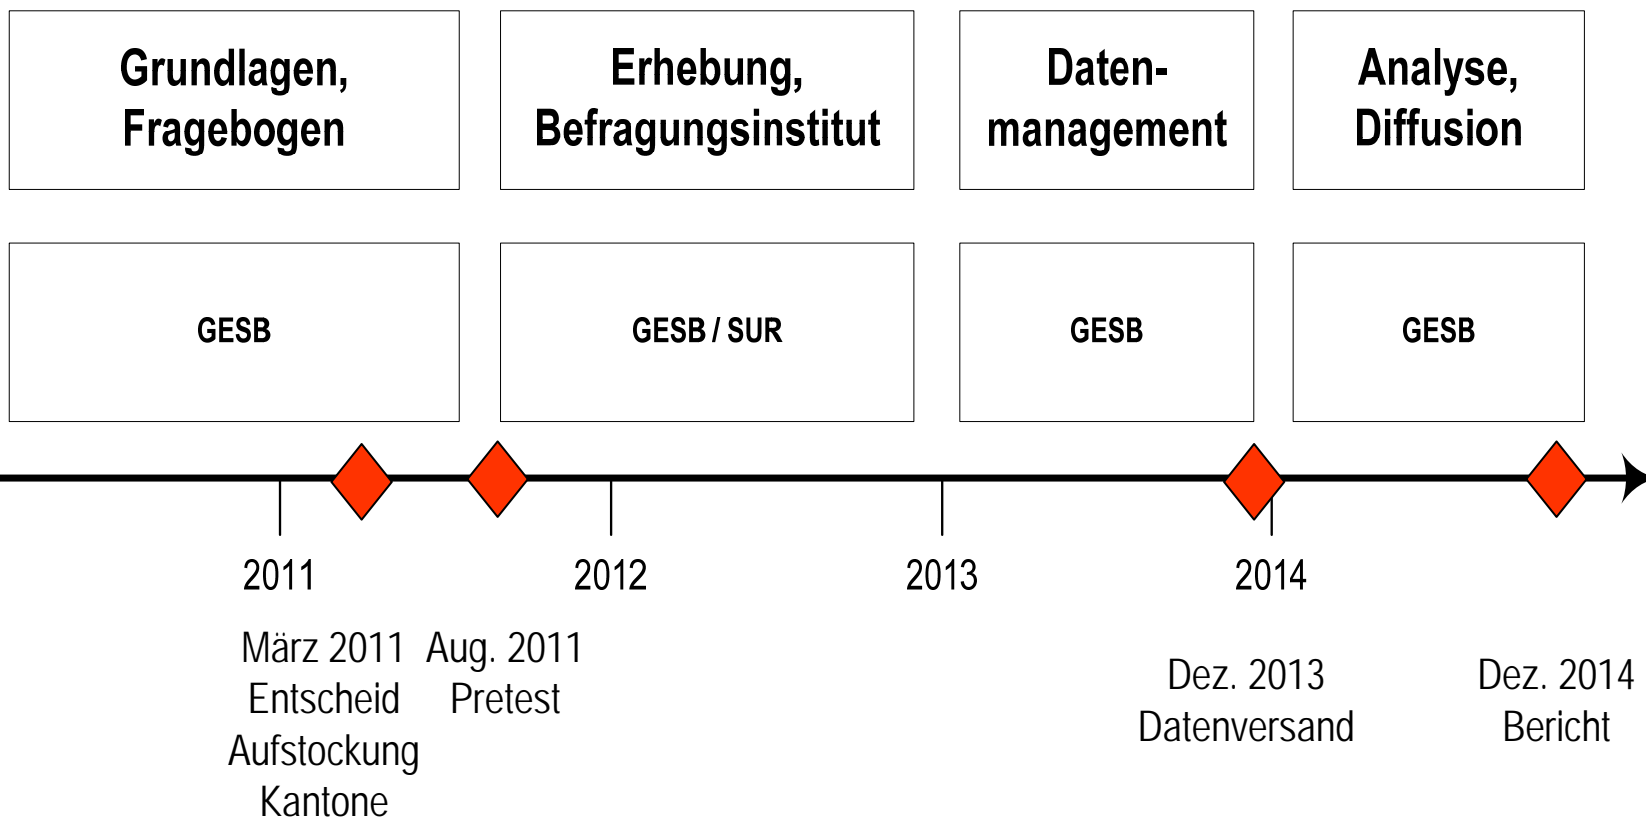 Grundlagen,
Fragebogen
Erhebung,
Befragungsinstitut
Daten-
management
Analyse,
Diffusion
GESB
GESB / SUR
GESB
GESB
2011
2012
2013
2014
März 2011
Entscheid
Aufstockung
Kantone
Aug. 2011
Pretest
Dez. 2013
Datenversand
Dez. 2014
Bericht